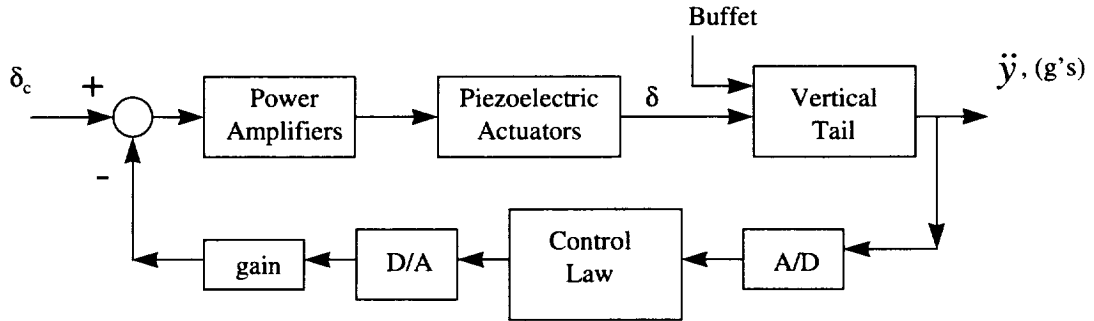 Buffet
δc
+
-
Power
Amplifiers
Piezoelectric
Actuators
δ
Vertical
Tail
ÿ, (g's)
gain
D/A
Control
Law
A/D